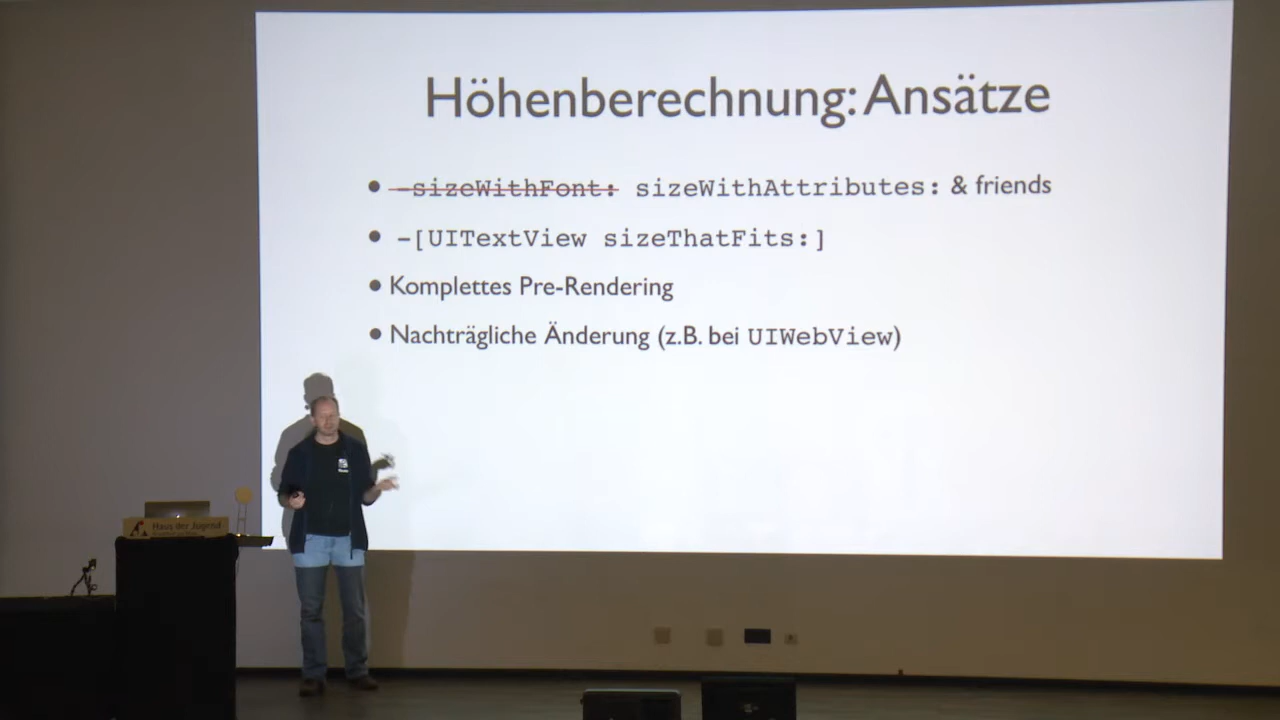 Höhenberechnung: Ansätze
• -sizeWithFont: sizeWithAttributes: & friends
• -[UITextView sizeThatFits:]
• Komplettes Pre-Rendering
• Nachträgliche Änderung (z.B. bei UIWebView)
Haus der Jugend